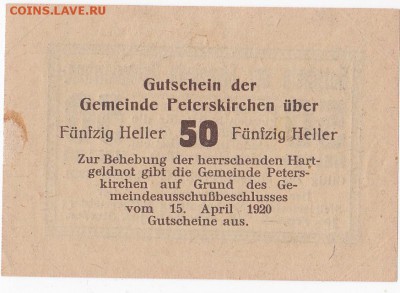 COINS.LAVE.RU
Gutschein der
Gemeinde Peterskirchen über
Fünfzig Heller 50 Fünfzig Heller
Zur Behebung der herrschenden Hart-
geldnot gibt die Gemeinde Peters-
kirchen auf Grund des Ge-
meindeausschußbeschlusses
vom 15. April 1920
Gutscheine aus.